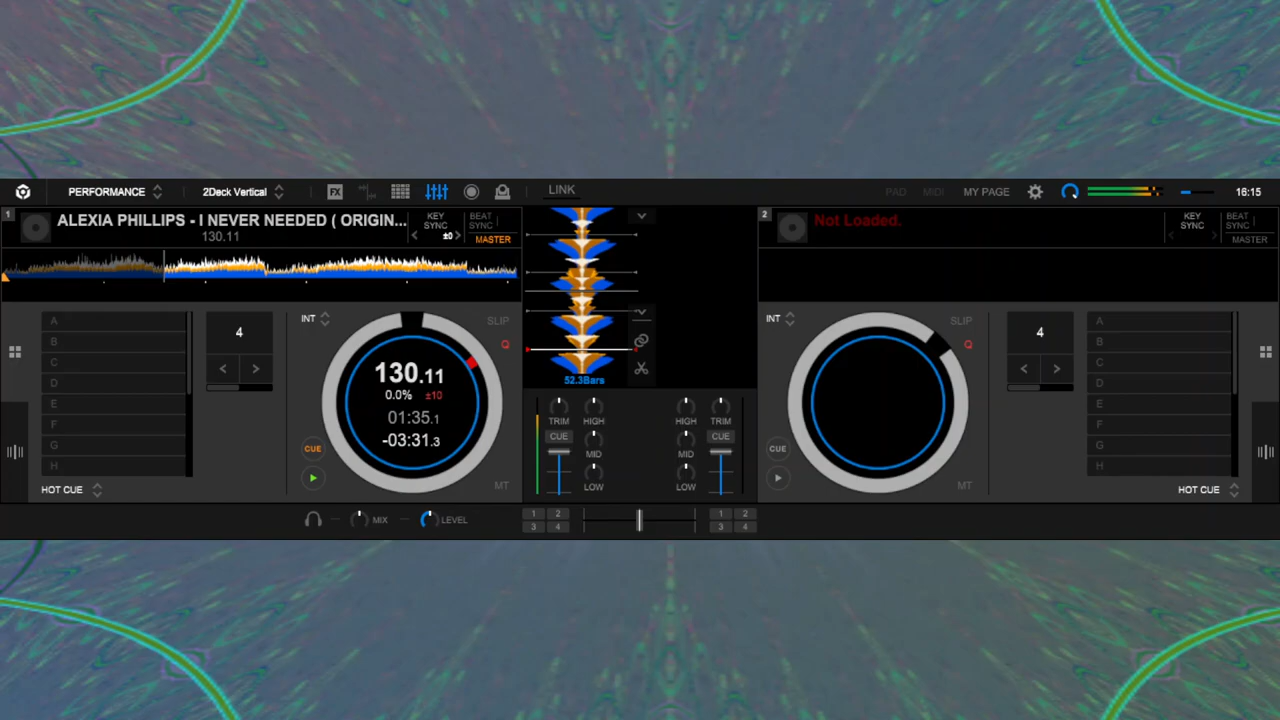 PERFORMANCE 2Deck Vertical FX LINK PAD MIDI MY PAGE 16:15
1 ALEXIA PHILLIPS - I NEVER NEEDED ( ORIGIN...
130.11
KEY SYNC ±0
BEAT SYNC
MASTER
2 Not Loaded.
KEY SYNC
BEAT SYNC
MASTER
A
B
C
D
E
F
G
H
HOT CUE
4
INT
SLIP
Q
130.11
0.0% ±10
01:35.1
-03:31.3
CUE
MT
52.3Bars
TRIM HIGH HIGH TRIM
CUE MID MID CUE
LOW LOW
INT
SLIP
Q
CUE
MT
4
A
B
C
D
E
F
G
H
HOT CUE
MIX LEVEL
1 2
3 4
1 2
3 4